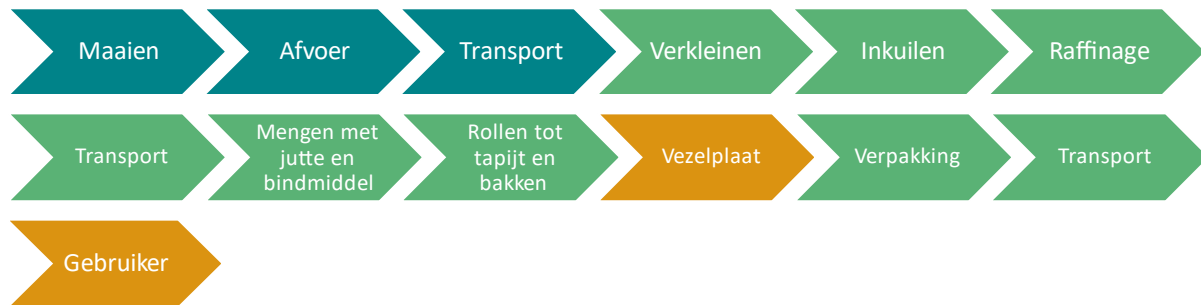 Maaien
Afvoer
Transport
Verkleinen
Inkuilen
Raffinage
Transport
Mengen met
jutte en
bindmiddel
Rollen tot
tapijt en
bakken
Vezelplaat
Verpakking
Transport
Gebruiker